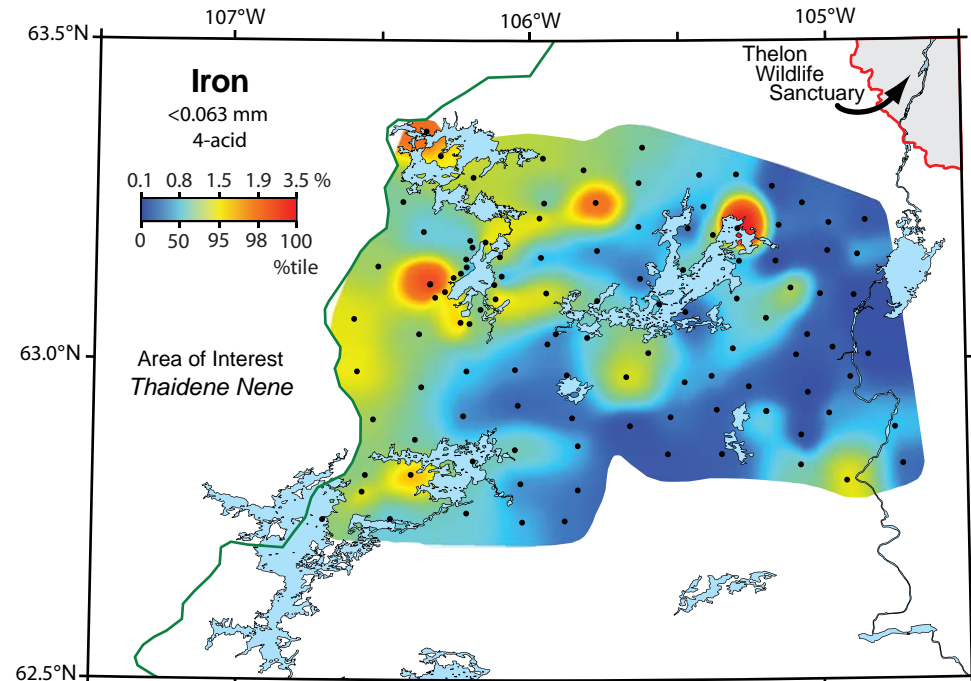 107°W 106°W 105°W
63.5°N
Thelon
Wildlife
Sanctuary
Iron
<0.063 mm
4-acid
0.1 0.8 1.5 1.9 3.5 %
0 50 95 98 100
%tile
63.0°N
Area of Interest
Thaidene Nene
62.5°N